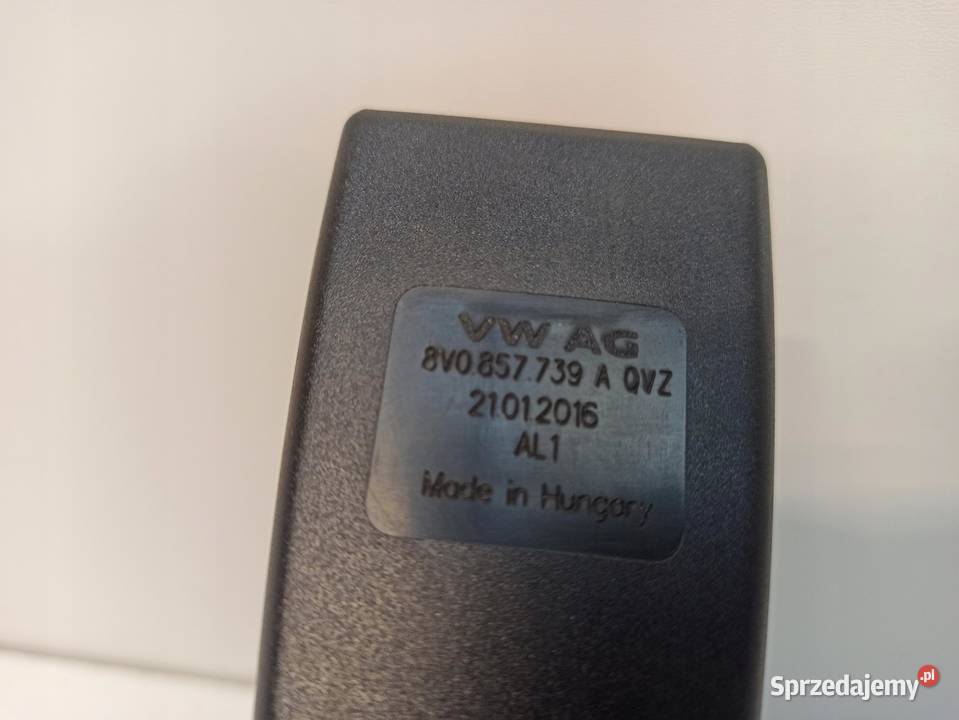 VW AG
8V0.857.739 A QVZ
21.01.2016
AL1
Made in Hungary
Sprzedajemy.pl